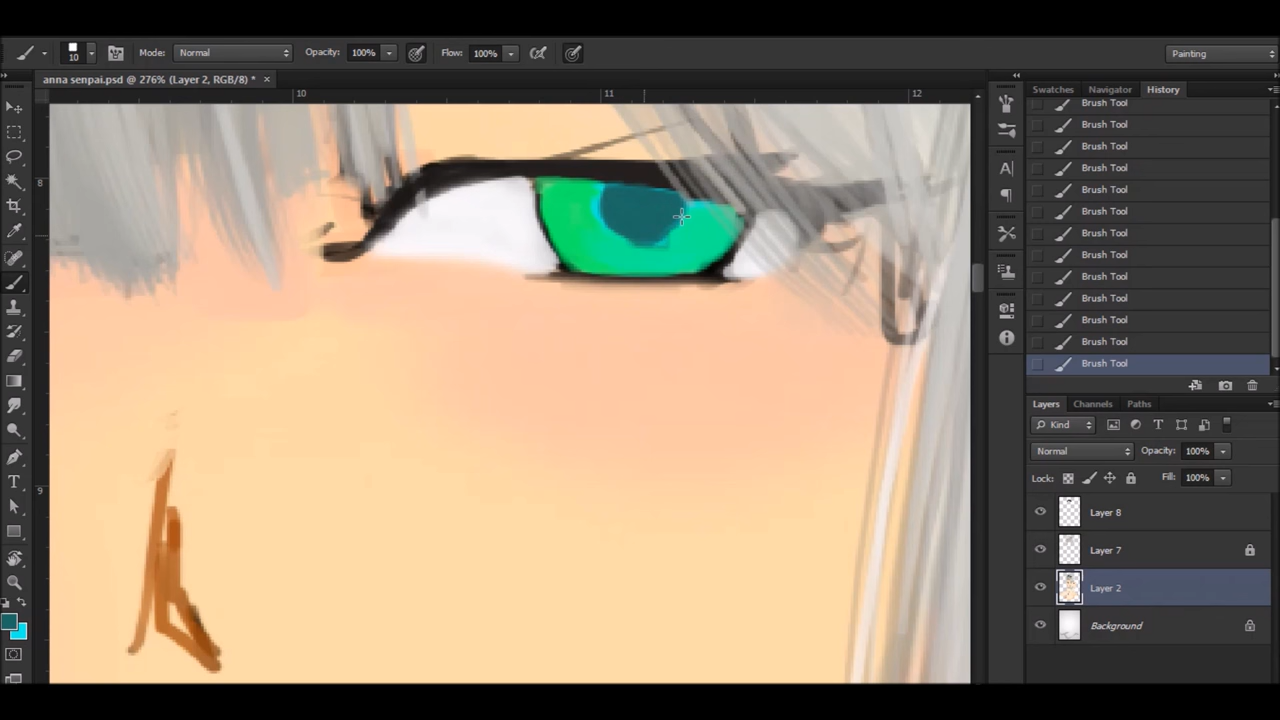 10 Mode: Normal Opacity: 100% Flow: 100% Painting
anna senpai.psd @ 276% (Layer 2, RGB/8) * ×
10 11 12
8
9
Swatches Navigator History
Brush Tool
Brush Tool
Brush Tool
Brush Tool
Brush Tool
Brush Tool
Brush Tool
Brush Tool
Brush Tool
Brush Tool
Brush Tool
Brush Tool
Brush Tool
Layers Channels Paths
Kind
Normal Opacity: 100%
Lock: Fill: 100%
Layer 8
Layer 7
Layer 2
Background